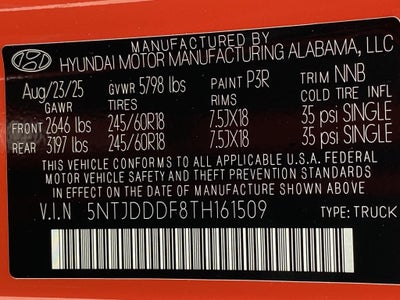 MANUFACTURED BY
HYUNDAI MOTOR MANUFACTURING ALABAMA, LLC
Aug/23/25 GVWR 5798 lbs PAINT P3R TRIM NNB
GAWR TIRES RIMS COLD TIRE INFL
FRONT 2646 lbs 245/60R18 7.5JX18 35 psi SINGLE
REAR 3197 lbs 245/60R18 7.5JX18 35 psi SINGLE
THIS VEHICLE CONFORMS TO ALL APPLICABLE U.S.A. FEDERAL
MOTOR VEHICLE SAFETY AND THEFT PREVENTION STANDARDS
IN EFFECT ON THE DATE OF MANUFACTURE SHOWN ABOVE.
V.I.N 5NTJDDDF8TH161509 TYPE: TRUCK